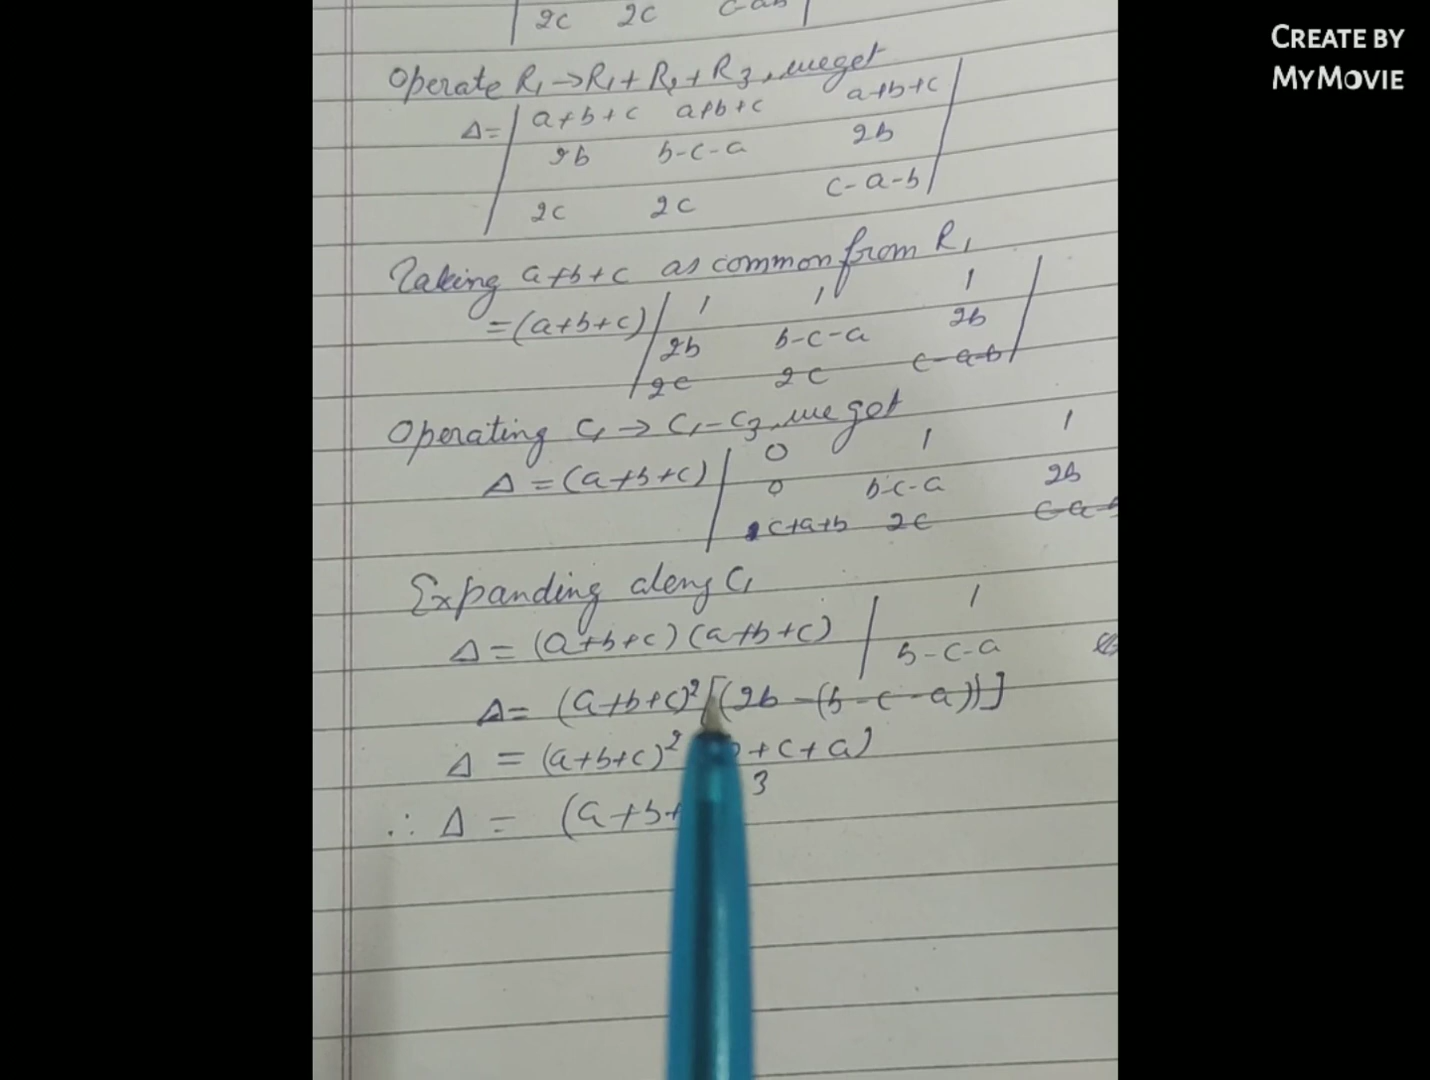 2c 2c c-ab
Operate R1→R1+R2+R3, we get
Δ= | a+b+c a+b+c a+b+c |
2b b-c-a 2b
2c 2c c-a-b
Taking a+b+c as common from R1
=(a+b+c) | 1 1 1 |
2b b-c-a 2b
2c 2c c-a-b
Operating C1→C1-C3, we get
Δ=(a+b+c) | 0 1 1
0 b-c-a 2b
c+a+b 2c c-a-
Expanding along C1
Δ=(a+b+c)(a+b+c) | 1
b-c-a
Δ= (a+b+c)²[(2b-(b-c-a))]
Δ = (a+b+c)² +c+a)
∴ Δ = (a+b+ 3
CREATE BY
MYMOVIE